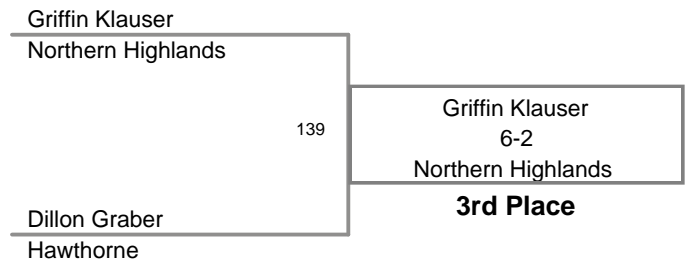 Griffin Klauser
Northern Highlands
139
Griffin Klauser
6-2
Northern Highlands
3rd Place
Dillon Graber
Hawthorne